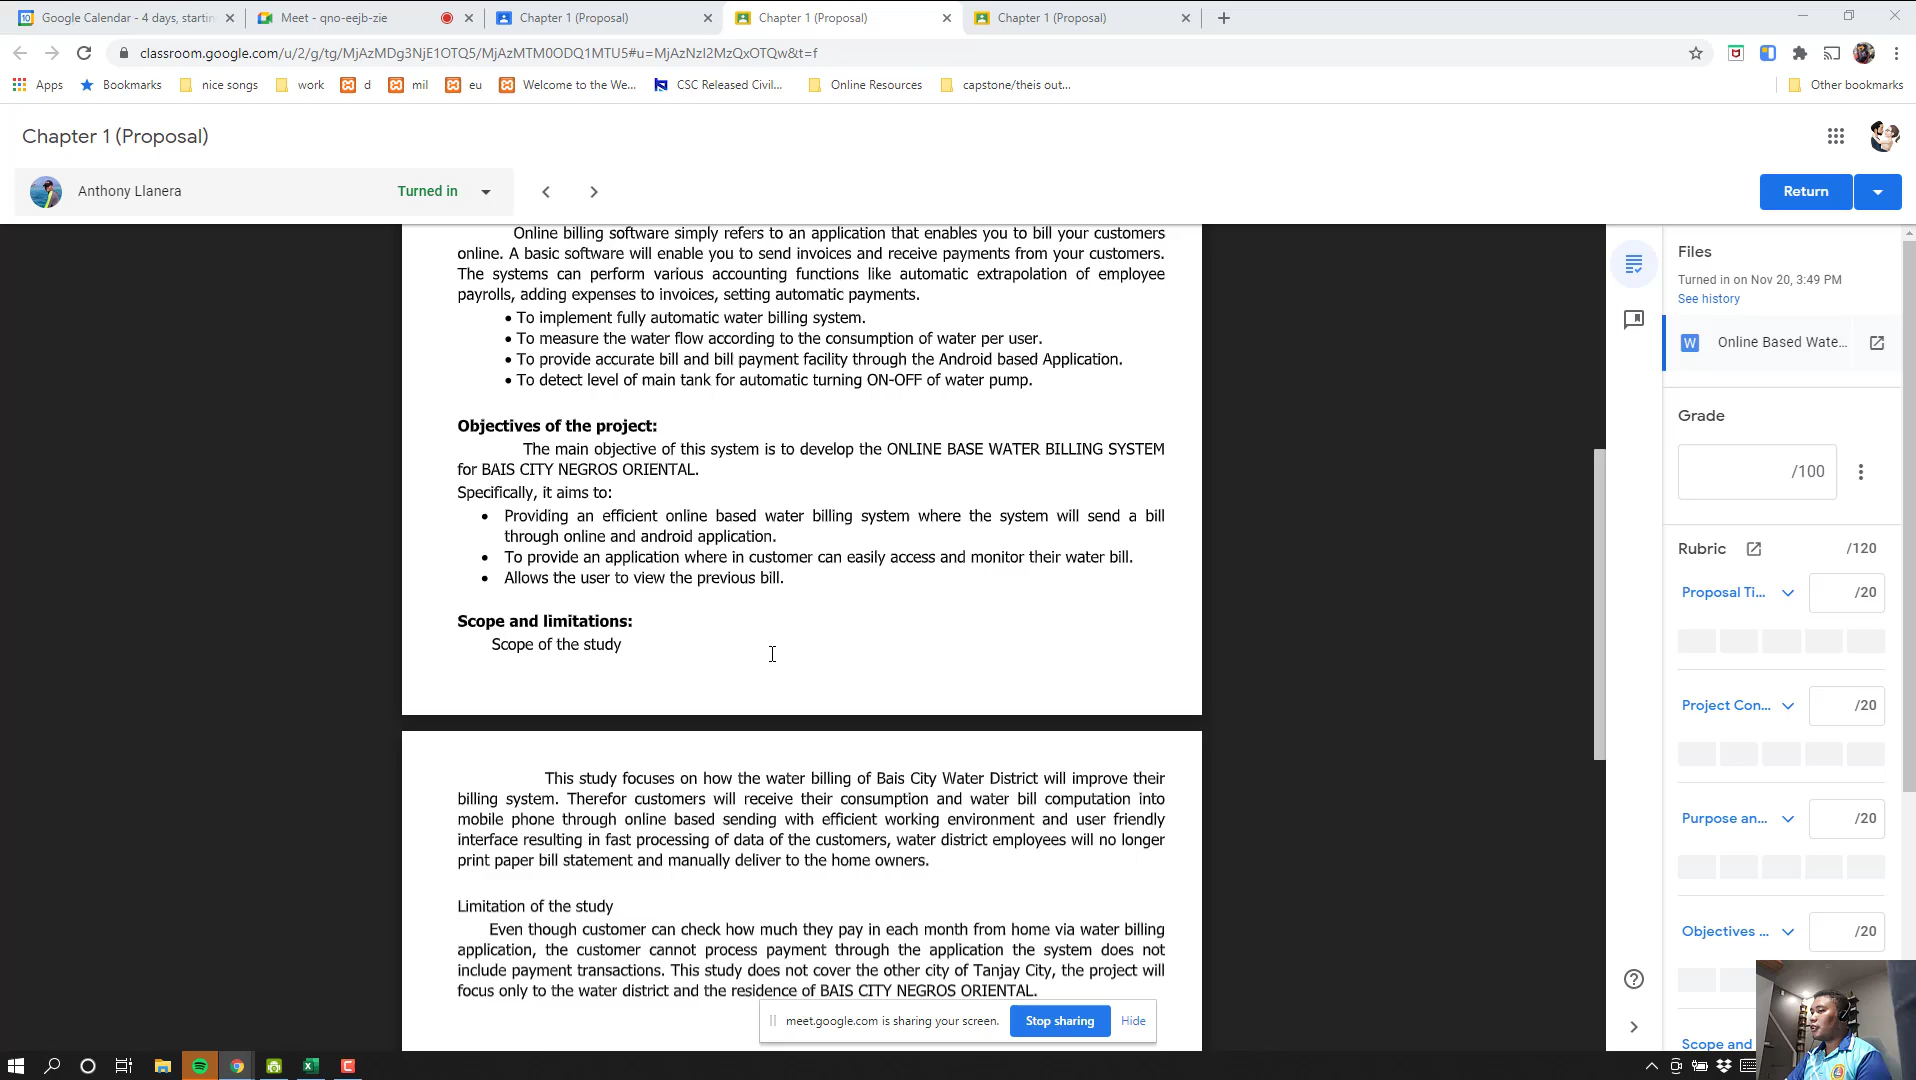 Google Calendar - 4 days, startin
Meet - qno-eejb-zie
Chapter 1 (Proposal)
Chapter 1 (Proposal)
Chapter 1 (Proposal)
classroom.google.com/u/2/g/tg/MjAzMDg3NjE1OTQ5/MjAzMTM0ODQ1MTU5#u=MjAzNzI2MzQxOTQw&t=f
Apps
Bookmarks
nice songs
work
d
mil
eu
Welcome to the We...
CSC Released Civil...
Online Resources
capstone/theis out...
Other bookmarks
Chapter 1 (Proposal)
Anthony Llanera
Turned in
Return
Online billing software simply refers to an application that enables you to bill your customers
online. A basic software will enable you to send invoices and receive payments from your customers.
The systems can perform various accounting functions like automatic extrapolation of employee
payrolls, adding expenses to invoices, setting automatic payments.
• To implement fully automatic water billing system.
• To measure the water flow according to the consumption of water per user.
• To provide accurate bill and bill payment facility through the Android based Application.
• To detect level of main tank for automatic turning ON-OFF of water pump.
Objectives of the project:
The main objective of this system is to develop the ONLINE BASE WATER BILLING SYSTEM
for BAIS CITY NEGROS ORIENTAL.
Specifically, it aims to:
• Providing an efficient online based water billing system where the system will send a bill
through online and android application.
• To provide an application where in customer can easily access and monitor their water bill.
• Allows the user to view the previous bill.
Scope and limitations:
Scope of the study
This study focuses on how the water billing of Bais City Water District will improve their
billing system. Therefor customers will receive their consumption and water bill computation into
mobile phone through online based sending with efficient working environment and user friendly
interface resulting in fast processing of data of the customers, water district employees will no longer
print paper bill statement and manually deliver to the home owners.
Limitation of the study
Even though customer can check how much they pay in each month from home via water billing
application, the customer cannot process payment through the application the system does not
include payment transactions. This study does not cover the other city of Tanjay City, the project will
focus only to the water district and the residence of BAIS CITY NEGROS ORIENTAL.
meet.google.com is sharing your screen.
Stop sharing
Hide
Files
Turned in on Nov 20, 3:49 PM
See history
W
Online Based Wate...
Grade
/100
Rubric
/120
Proposal Ti...
/20
Project Con...
/20
Purpose an...
/20
Objectives ...
/20
Scope and